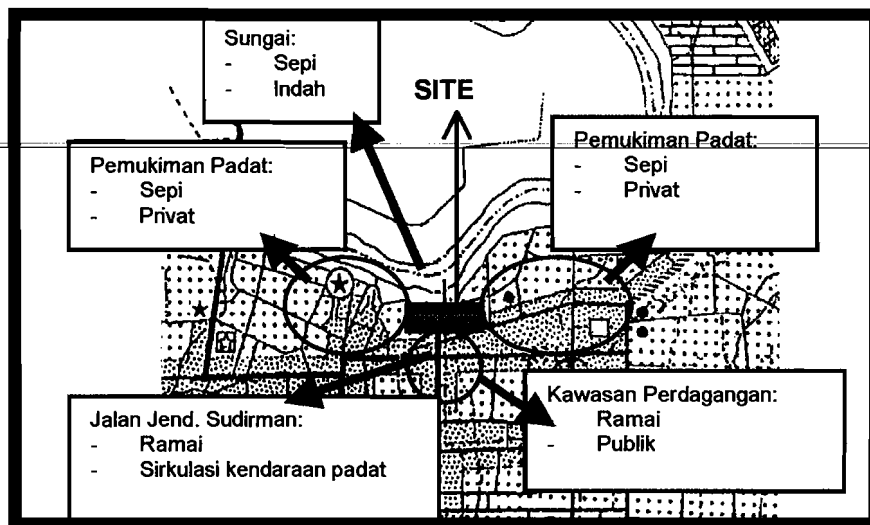 Sungai:
- Sepi
- Indah
SITE
Pemukiman Padat:
- Sepi
- Privat
Pemukiman Padat:
- Sepi
- Privat
Jalan Jend. Sudirman:
- Ramai
- Sirkulasi kendaraan padat
Kawasan Perdagangan:
Ramai
- Publik